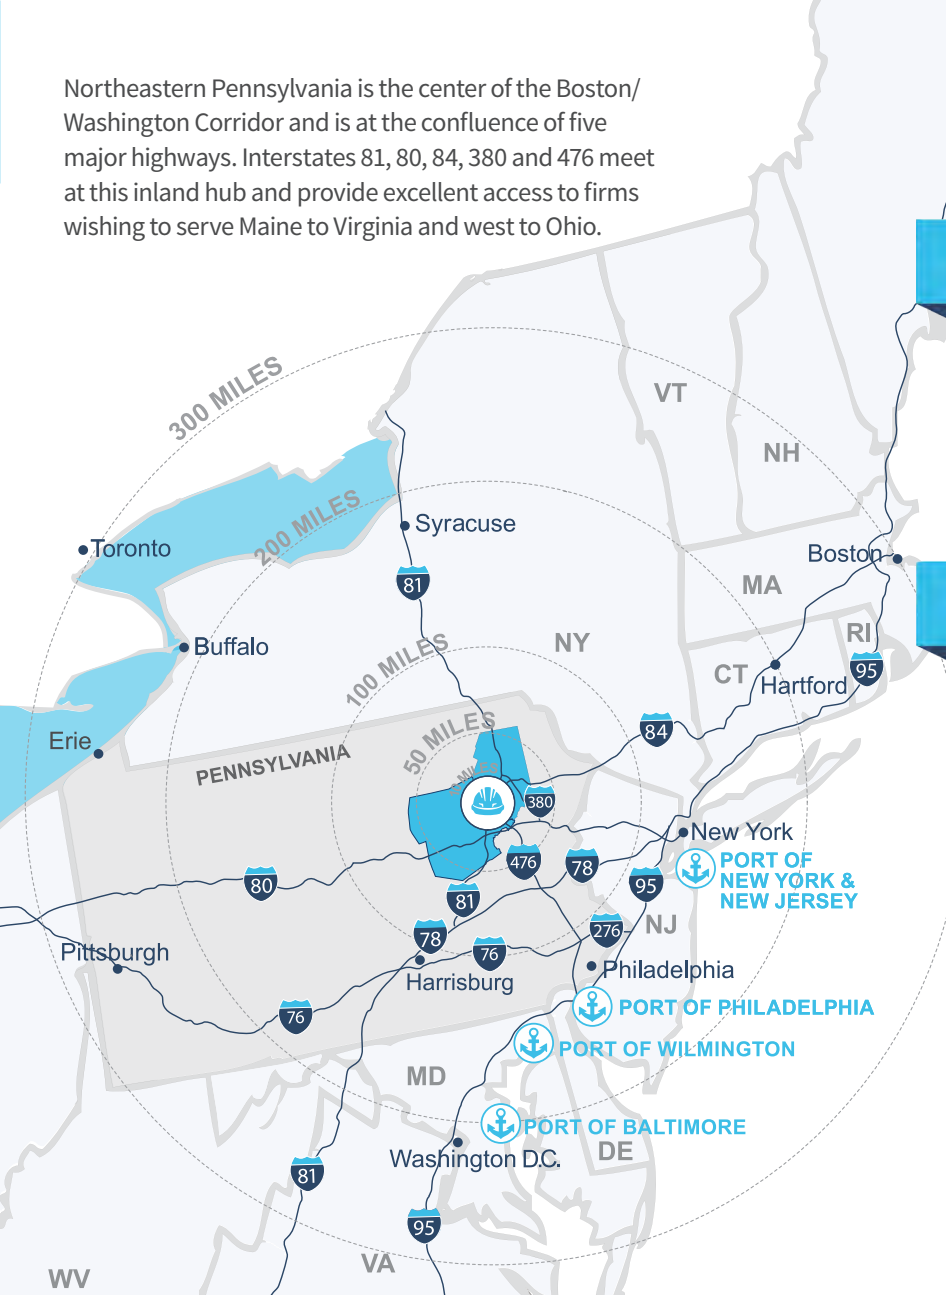 Northeastern Pennsylvania is the center of the Boston/
Washington Corridor and is at the confluence of five
major highways. Interstates 81, 80, 84, 380 and 476 meet
at this inland hub and provide excellent access to firms
wishing to serve Maine to Virginia and west to Ohio.
300 MILES
VT
NH
200 MILES
Syracuse
Toronto
Boston
81
MA
NY
RI
Buffalo
100 MILES
CT
95
Hartford
84
50 MILES
Erie
PENNSYLVANIA
MILES
380
New York
PORT OF
NEW YORK &
NEW JERSEY
476
78
80
95
81
NJ
78
276
76
Pittsburgh
Harrisburg
Philadelphia
PORT OF PHILADELPHIA
76
PORT OF WILMINGTON
MD
PORT OF BALTIMORE
Washington D.C.
DE
81
95
VA
WV